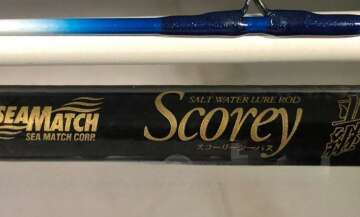 SEAMATCH
SEA MATCH CORP.
SALT WATER LURE ROD
Scorey
スコーリーシーバス